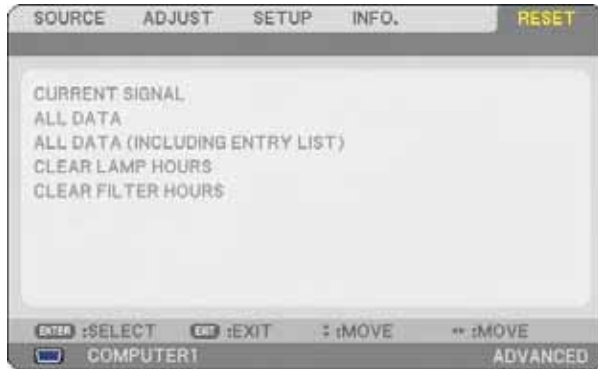 SOURCE ADJUST SETUP INFO. RESET
CURRENT SIGNAL
ALL DATA
ALL DATA (INCLUDING ENTRY LIST)
CLEAR LAMP HOURS
CLEAR FILTER HOURS
ENTER :SELECT EXIT :EXIT ↕ :MOVE ↔ :MOVE
COMPUTER1 ADVANCED